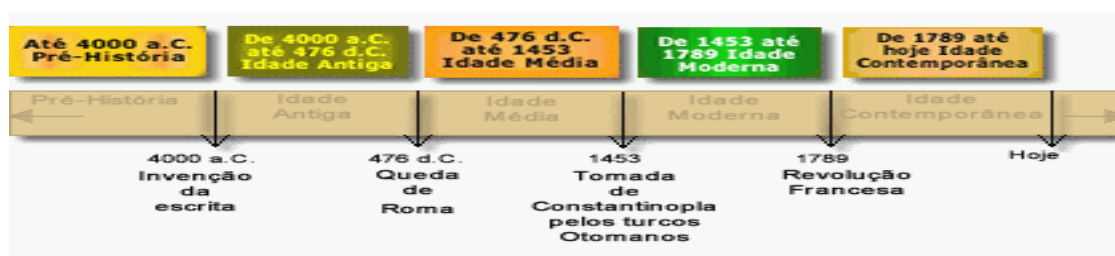 Até 4000 a.C.
Pré-História
De 4000 a.C.
até 476 d.C.
Idade Antiga
De 476 d.C.
até 1453
Idade Média
De 1453 até
1789 Idade
Moderna
De 1789 até
hoje Idade
Contemporânea
Pré-História
Idade
Antiga
Idade
Média
Idade
Moderna
Idade
Contemporânea
4000 a.C.
Invenção
da
escrita
476 d.C.
Queda
de
Roma
1453
Tomada
de
Constantinopla
pelos turcos
Otomanos
1789
Revolução
Francesa
Hoje